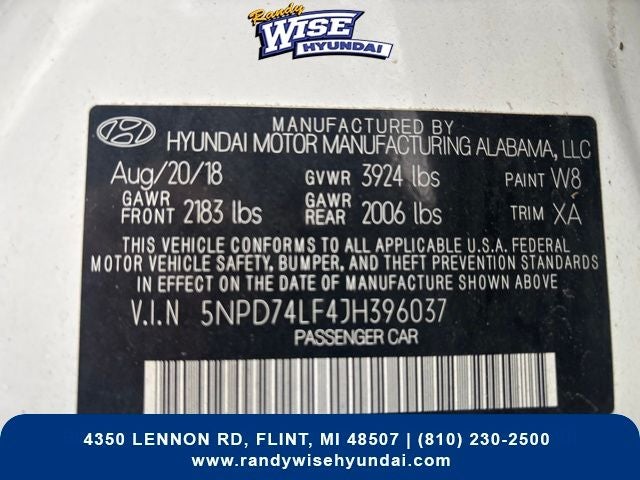 Randy
WISE
HYUNDAI
MANUFACTURED BY
HYUNDAI MOTOR MANUFACTURING ALABAMA, LLC
Aug/20/18 GVWR 3924 lbs PAINT W8
GAWR FRONT 2183 lbs GAWR REAR 2006 lbs TRIM XA
THIS VEHICLE CONFORMS TO ALL APPLICABLE U.S.A. FEDERAL
MOTOR VEHICLE SAFETY, BUMPER, AND THEFT PREVENTION STANDARDS
IN EFFECT ON THE DATE OF MANUFACTURE SHOWN ABOVE.
V.I.N 5NPD74LF4JH396037
PASSENGER CAR
4350 LENNON RD, FLINT, MI 48507 | (810) 230-2500
www.randywisehyundai.com